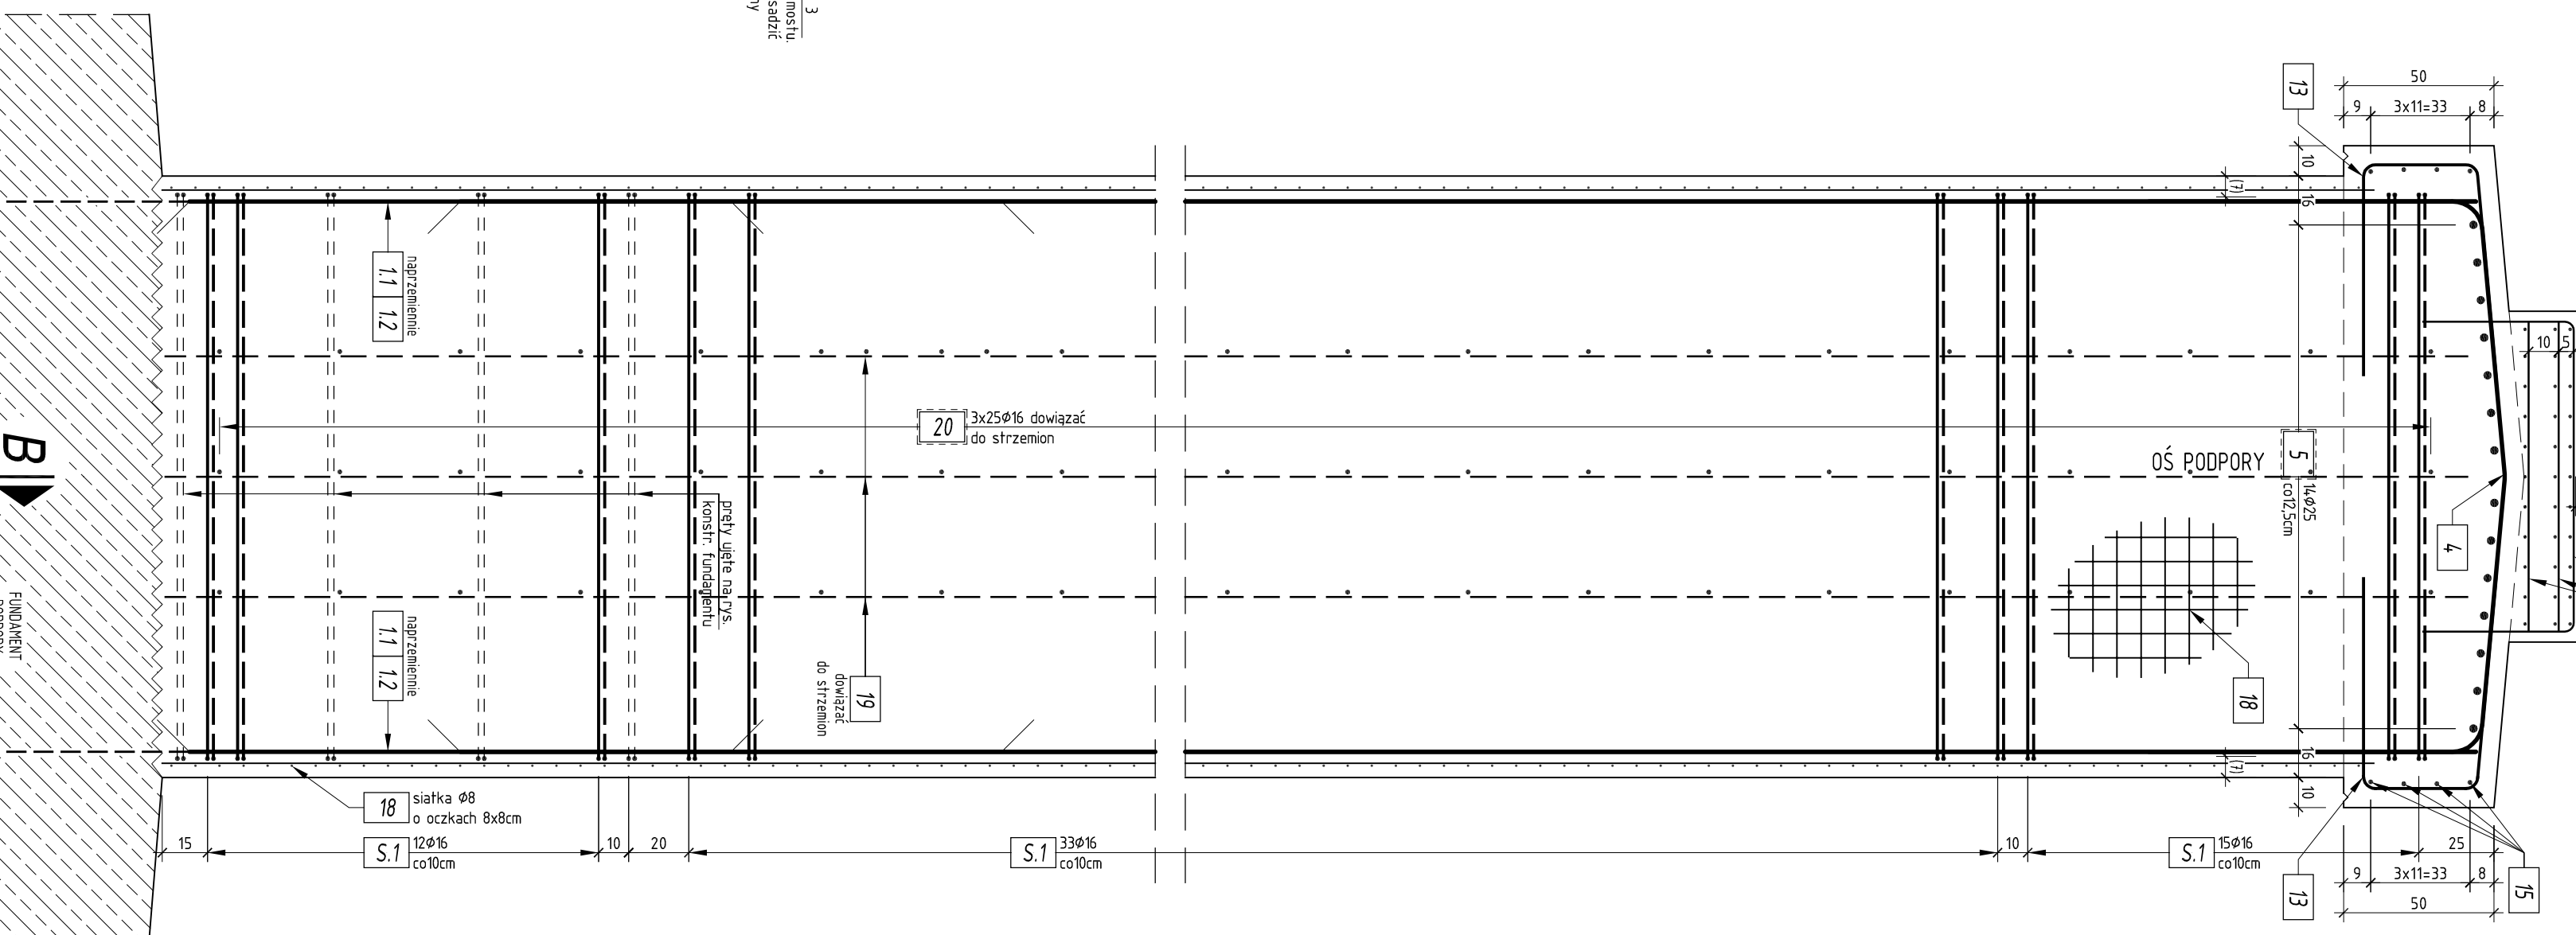 3
mostu.
sadzić
ny
13
50
9
3x11=33
8
10
(7)
16
naprzemiennie
1.1
1.2
10
5
20
3x25ø16 dowiązać
do strzemion
OŚ PODPORY
5
14ø25
co12,5cm
4
B
pręty ujęte na rys.
konstr. fundamentu
naprzemiennie
1.1
1.2
19
dowiązać
do strzemion
18
FUNDAMENT
PODPORY
16
(7)
10
18
siatka ø8
o oczkach 8x8cm
15
S.1
12ø16
co10cm
10
20
S.1
33ø16
co10cm
10
S.1
15ø16
co10cm
25
9
3x11=33
8
50
13
15